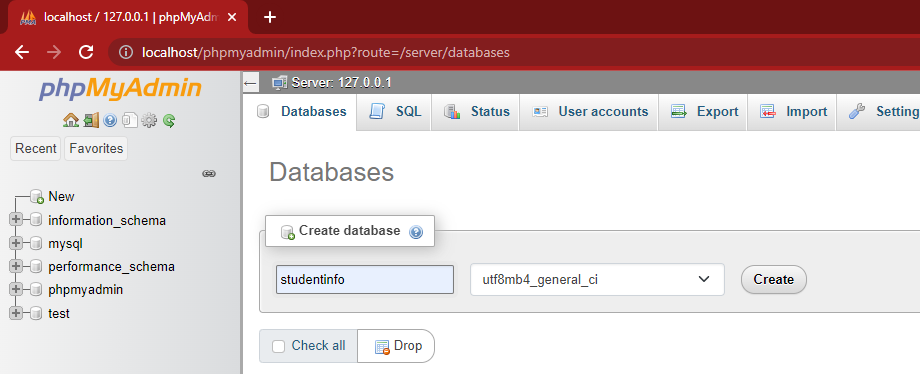 localhost / 127.0.0.1 | phpMyAdm
localhost/phpmyadmin/index.php?route=/server/databases
phpMyAdmin
Recent Favorites
New
information_schema
mysql
performance_schema
phpmyadmin
test
Server: 127.0.0.1
Databases SQL Status User accounts Export Import Setting
Databases
Create database
studentinfo utf8mb4_general_ci Create
Check all Drop